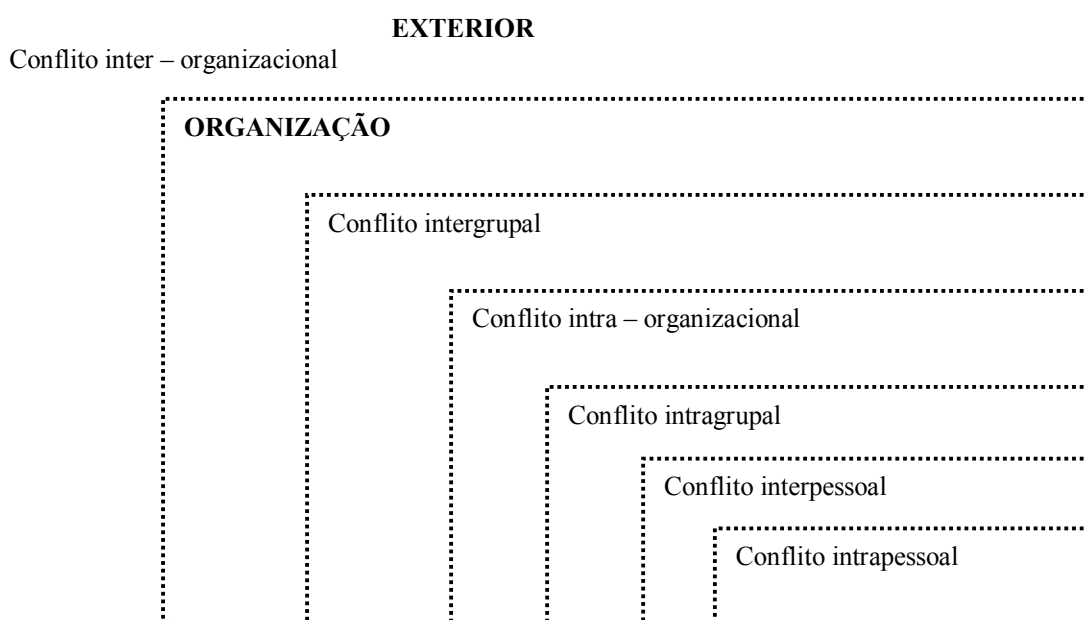 EXTERIOR
Conflito inter – organizacional
ORGANIZAÇÃO
Conflito intergrupal
Conflito intra – organizacional
Conflito intragrupal
Conflito interpessoal
Conflito intrapessoal